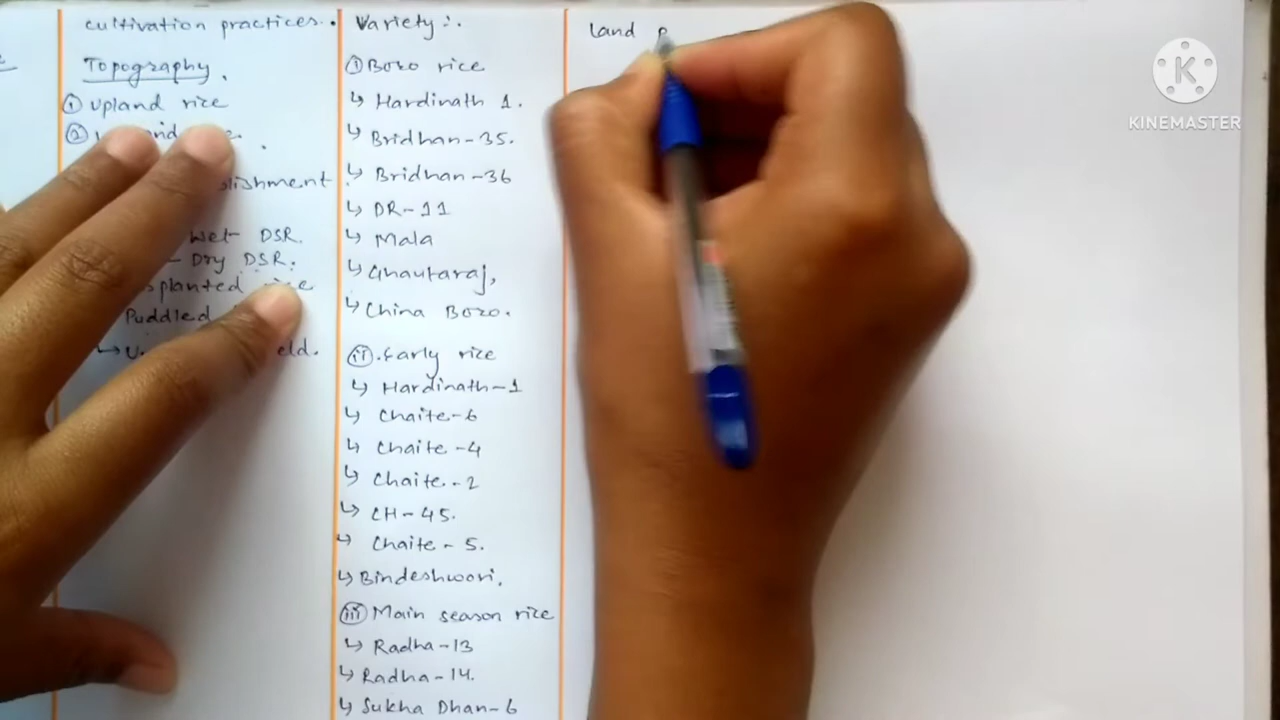 cultivation practices.
Topography.
① Upland rice
②
Wet DSR.
- Dry DSR.
Puddled
Variety :.
① Boro rice
↳ Hardinath 1.
↳ Bridhan-35.
↳ Bridhan-36
↳ DR-11
↳ Mala
↳ Ghautaraj,
↳ China Boro.
ⅱ. Early rice
↳ Hardinath-1
↳ Chaite-6
↳ Chaite-4
↳ Chaite-2
↳ CH-45.
↳ Chaite-5.
↳ Bindeshwori.
ⅲ Main season rice
↳ Radha-13
↳ Radha-14.
↳ Sukha Dhan-6
land
KINEMASTER